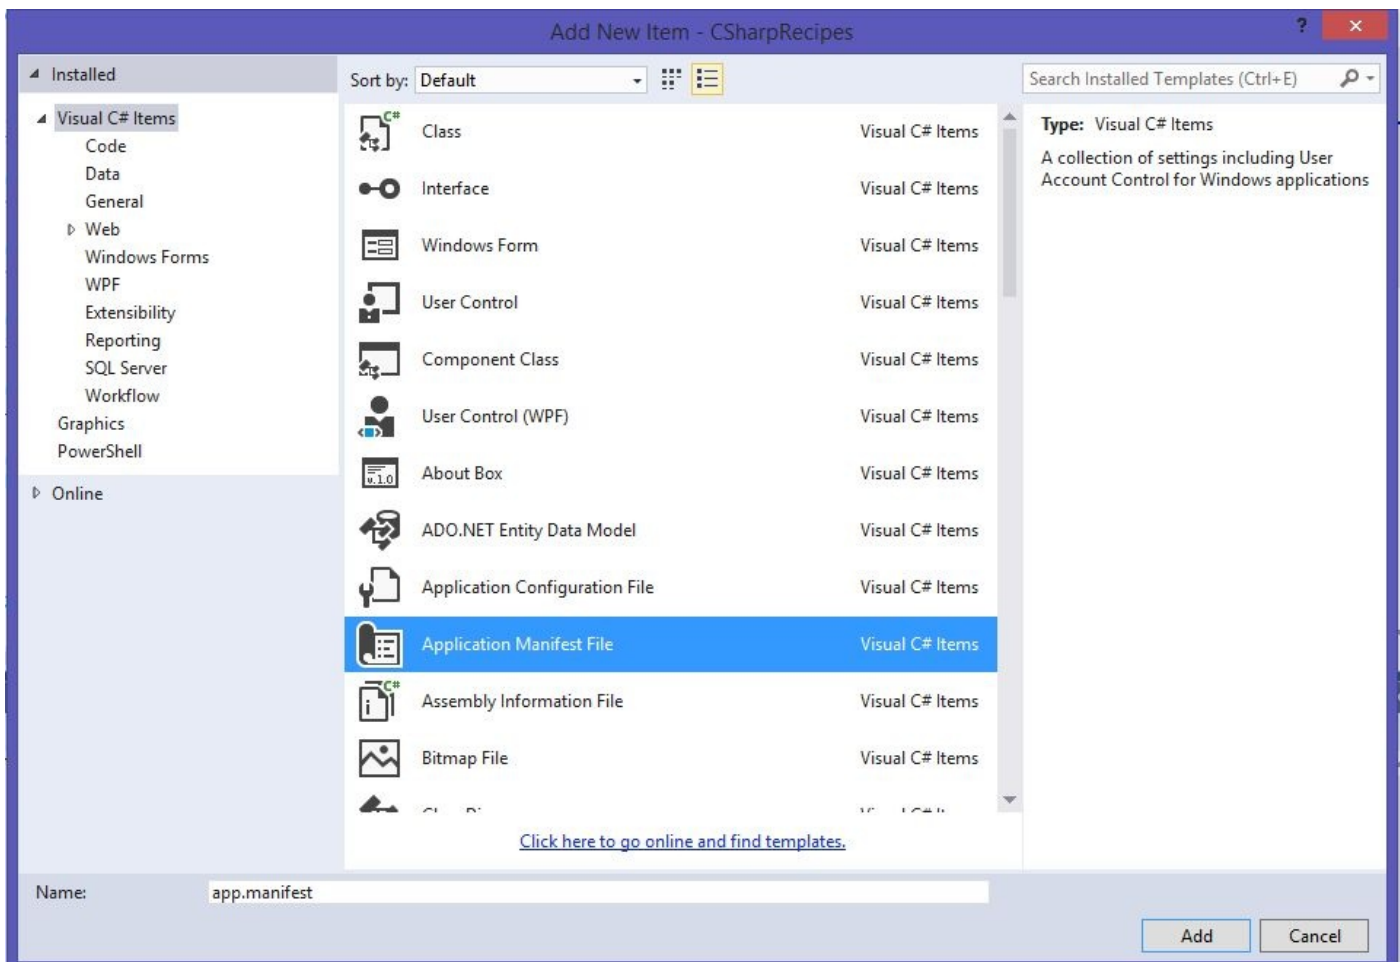 Add New Item - CSharpRecipes
?
Installed
Sort by: Default
Search Installed Templates (Ctrl+E)
Visual C# Items
Code
Data
General
Web
Windows Forms
WPF
Extensibility
Reporting
SQL Server
Workflow
Graphics
PowerShell
Online
C#
Class Visual C# Items
Interface Visual C# Items
Windows Form Visual C# Items
User Control Visual C# Items
Component Class Visual C# Items
User Control (WPF) Visual C# Items
v.1.0
About Box Visual C# Items
ADO.NET Entity Data Model Visual C# Items
Application Configuration File Visual C# Items
Application Manifest File Visual C# Items
C#
Assembly Information File Visual C# Items
Bitmap File Visual C# Items
Click here to go online and find templates.
Type: Visual C# Items
A collection of settings including User
Account Control for Windows applications
Name: app.manifest
Add Cancel